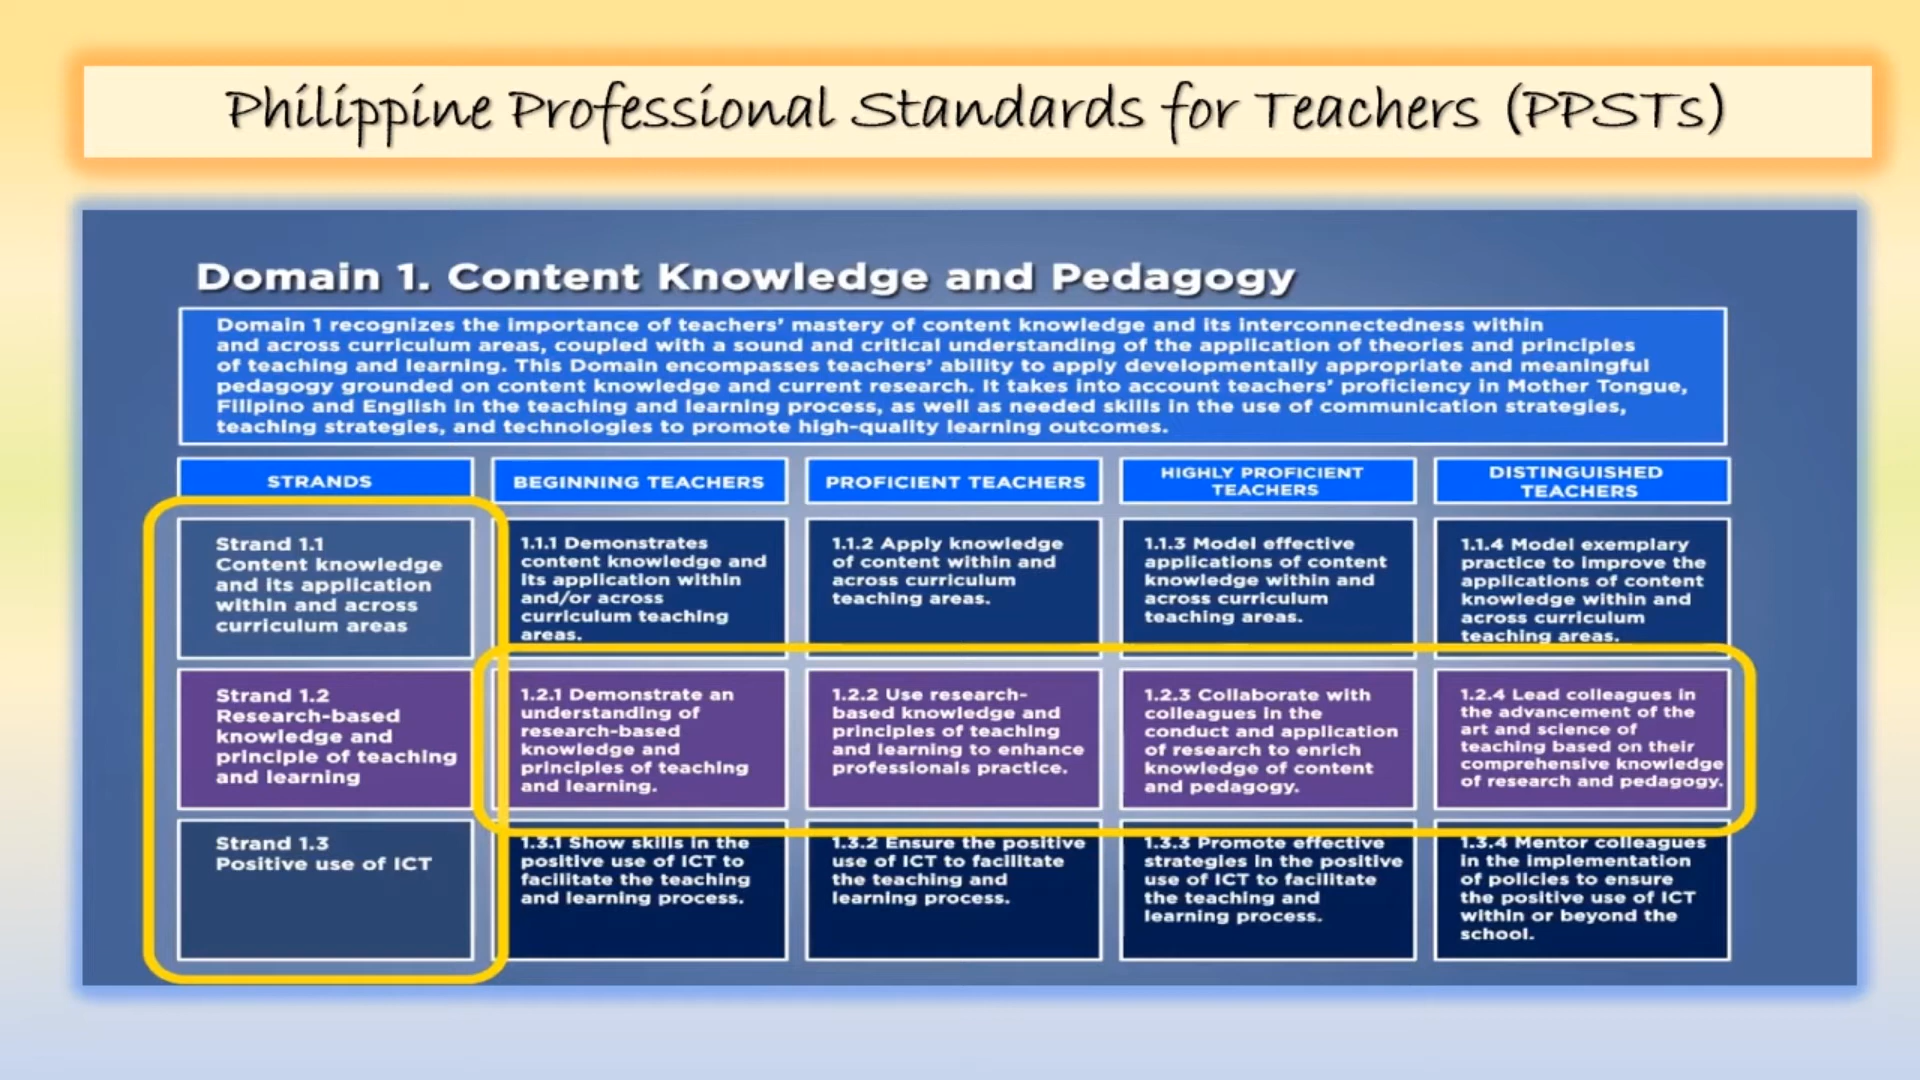 Philippine Professional Standards for Teachers (PPSTs)
Domain 1. Content Knowledge and Pedagogy
Domain 1 recognizes the importance of teachers' mastery of content knowledge and its interconnectedness within
and across curriculum areas, coupled with a sound and critical understanding of the application of theories and principles
of teaching and learning. This Domain encompasses teachers' ability to apply developmentally appropriate and meaningful
pedagogy grounded on content knowledge and current research. It takes into account teachers' proficiency in Mother Tongue,
Filipino and English in the teaching and learning process, as well as needed skills in the use of communication strategies,
teaching strategies, and technologies to promote high-quality learning outcomes.
STRANDS
BEGINNING TEACHERS
PROFICIENT TEACHERS
HIGHLY PROFICIENT
TEACHERS
DISTINGUISHED
TEACHERS
Strand 1.1
Content knowledge
and its application
within and across
curriculum areas
1.1.1 Demonstrates
content knowledge and
its application within
and/or across
curriculum teaching
areas.
1.1.2 Apply knowledge
of content within and
across curriculum
teaching areas.
1.1.3 Model effective
applications of content
knowledge within and
across curriculum
teaching areas.
1.1.4 Model exemplary
practice to improve the
applications of content
knowledge within and
across curriculum
teaching areas.
Strand 1.2
Research-based
knowledge and
principle of teaching
and learning
1.2.1 Demonstrate an
understanding of
research-based
knowledge and
principles of teaching
and learning.
1.2.2 Use research-
based knowledge and
principles of teaching
and learning to enhance
professionals practice.
1.2.3 Collaborate with
colleagues in the
conduct and application
of research to enrich
knowledge of content
and pedagogy.
1.2.4 Lead colleagues in
the advancement of the
art and science of
teaching based on their
comprehensive knowledge
of research and pedagogy.
Strand 1.3
Positive use of ICT
1.3.1 Show skills in the
positive use of ICT to
facilitate the teaching
and learning process.
1.3.2 Ensure the positive
use of ICT to facilitate
the teaching and
learning process.
1.3.3 Promote effective
strategies in the positive
use of ICT to facilitate
the teaching and
learning process.
1.3.4 Mentor colleagues
in the implementation
of policies to ensure
the positive use of ICT
within or beyond the
school.